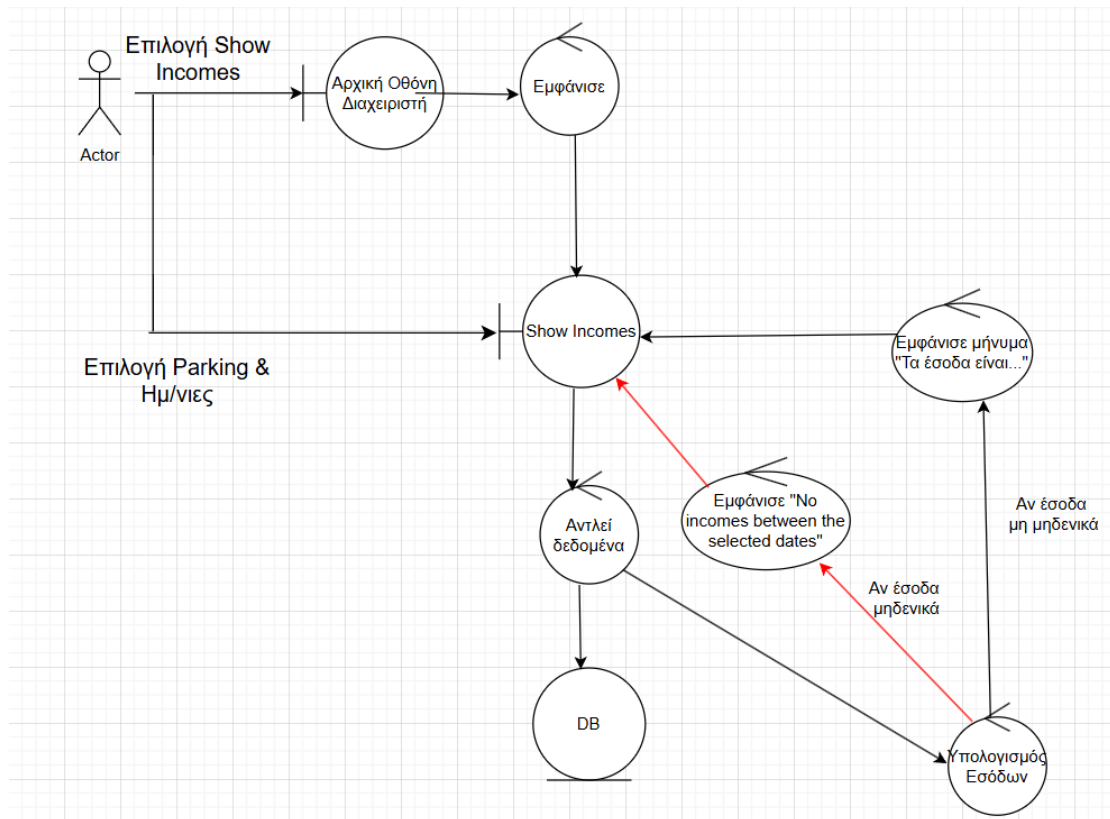 Επιλογή Show
Incomes
Αρχική Οθόνη
Διαχειριστή
Εμφάνισε
Actor
Show Incomes
Εμφάνισε μήνυμα
"Τα έσοδα είναι..."
Επιλογή Parking &
Ημ/νιες
Εμφάνισε "No
incomes between the
selected dates"
Αν έσοδα
μη μηδενικά
Αντλεί
δεδομένα
Αν έσοδα
μηδενικά
DB
Υπολογισμός
Εσόδων